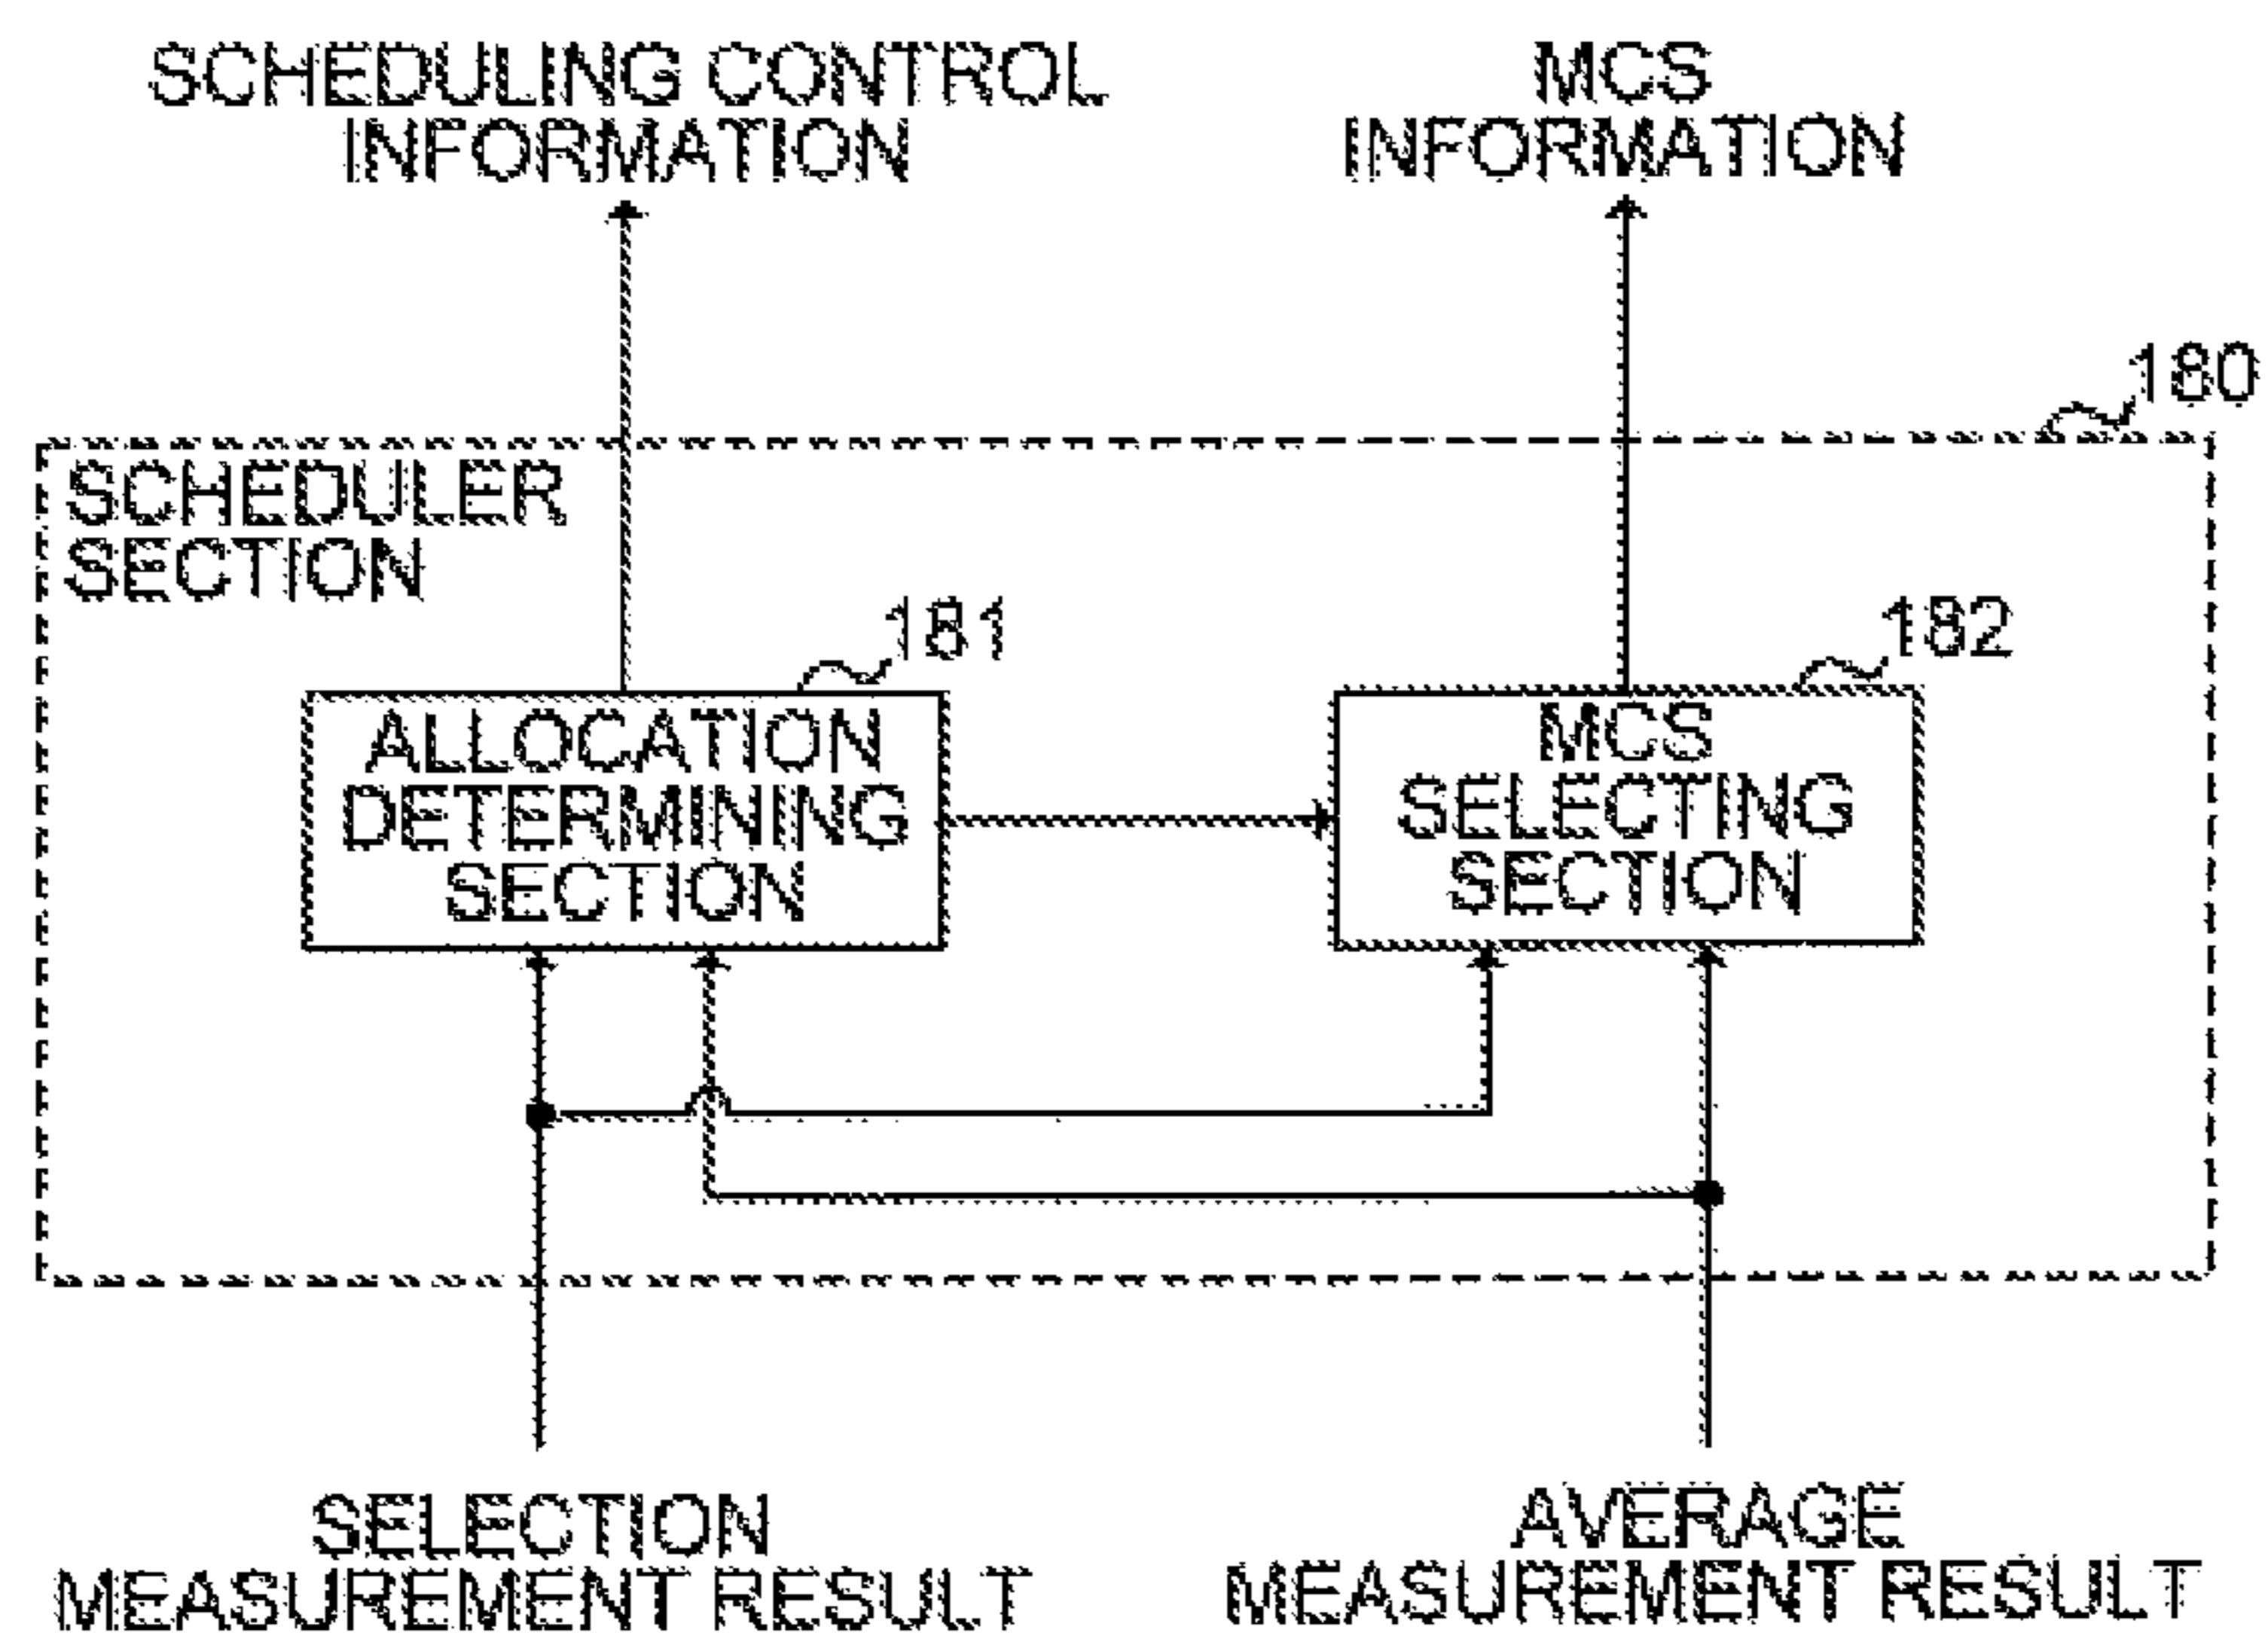 SCHEDULING CONTROL
INFORMATION
MCS
INFORMATION
180
SCHEDULER
SECTION
181
182
ALLOCATION
DETERMINING
SECTION
MCS
SELECTING
SECTION
SELECTION
MEASUREMENT RESULT
AVERAGE
MEASUREMENT RESULT